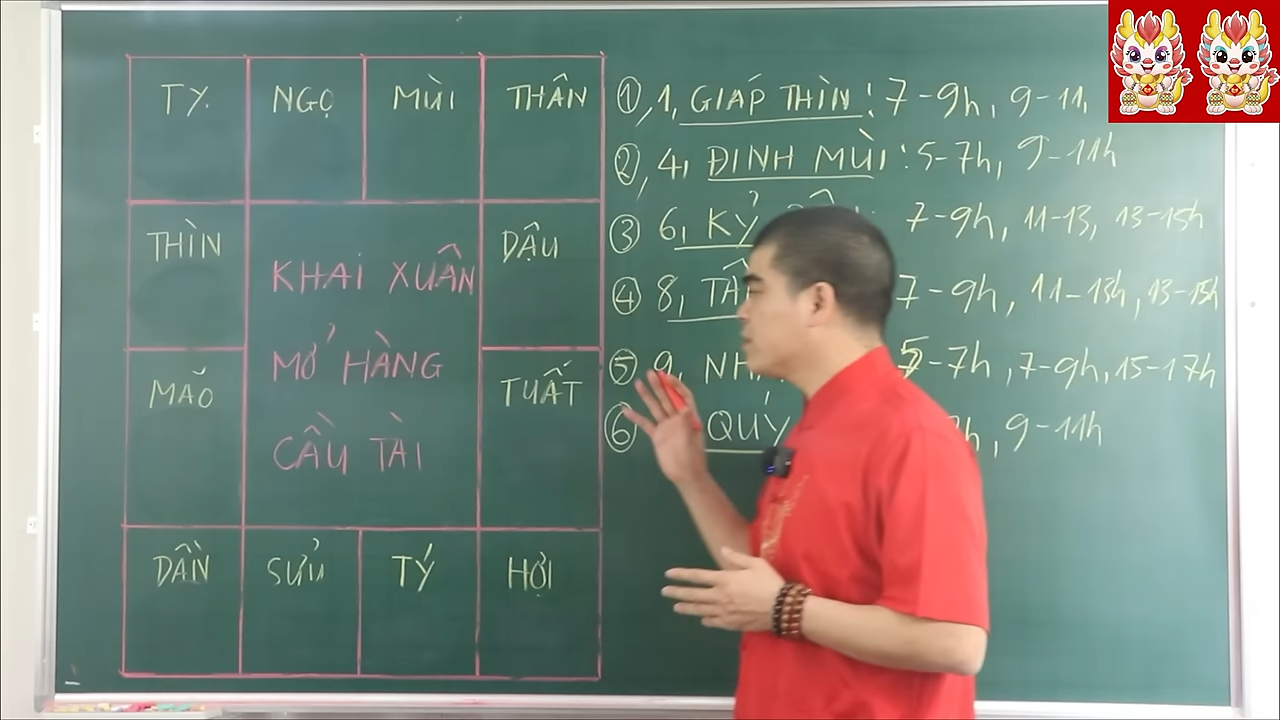 TỴ NGỌ MÙI THÂN
THÌN DẬU
MÃO TUẤT
DẦN SỬU TÝ HỢI
KHAI XUÂN
MỞ HÀNG
CẦU TÀI
①, 1, GIÁP THÌN: 7-9h, 9-11,
②, 4, ĐINH MÙI: 5-7h, 9-11h
③ 6, KỶ 7-9h, 11-13, 13-15h
④ 8, 7-9h, 11-13h, 13-15h
⑤ 9, 5-7h, 7-9h, 15-17h
⑥ QUÝ 9-11h